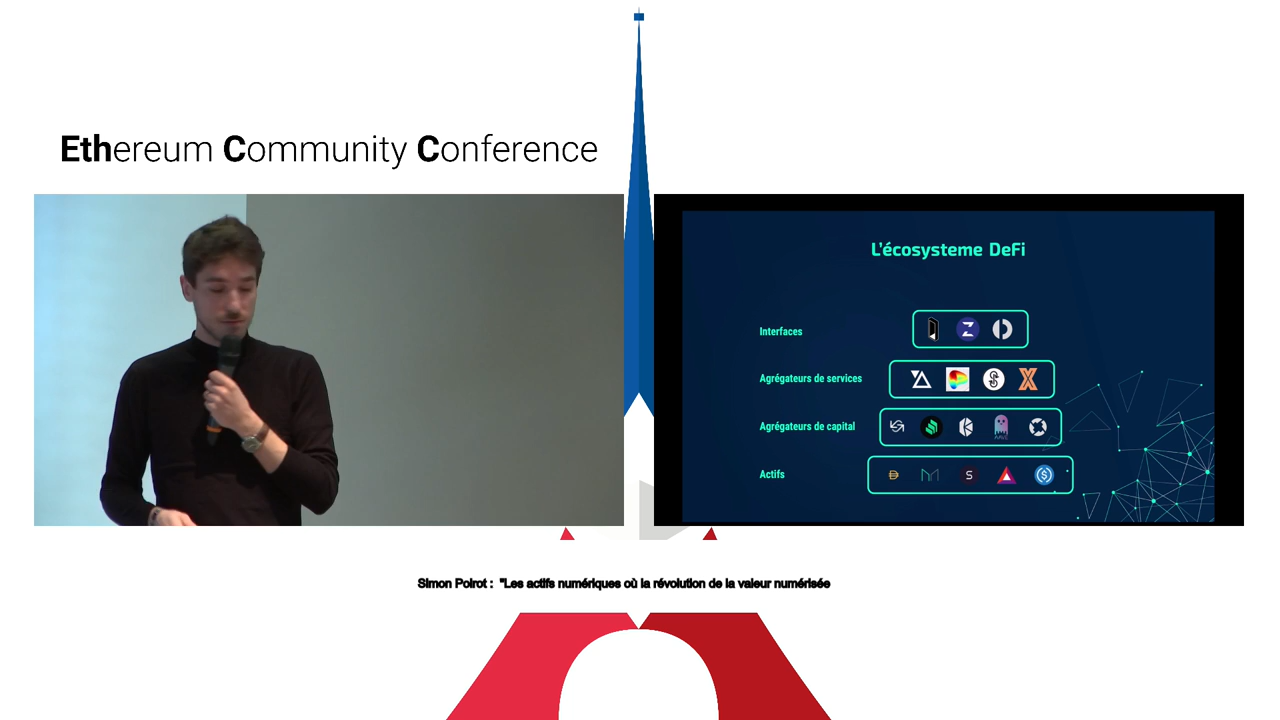 Ethereum Community Conference
L'écosysteme DeFi
Interfaces
Agrégateurs de services
Agrégateurs de capital
Actifs
Simon Poirot : "Les actifs numériques où la révolution de la valeur numérisée